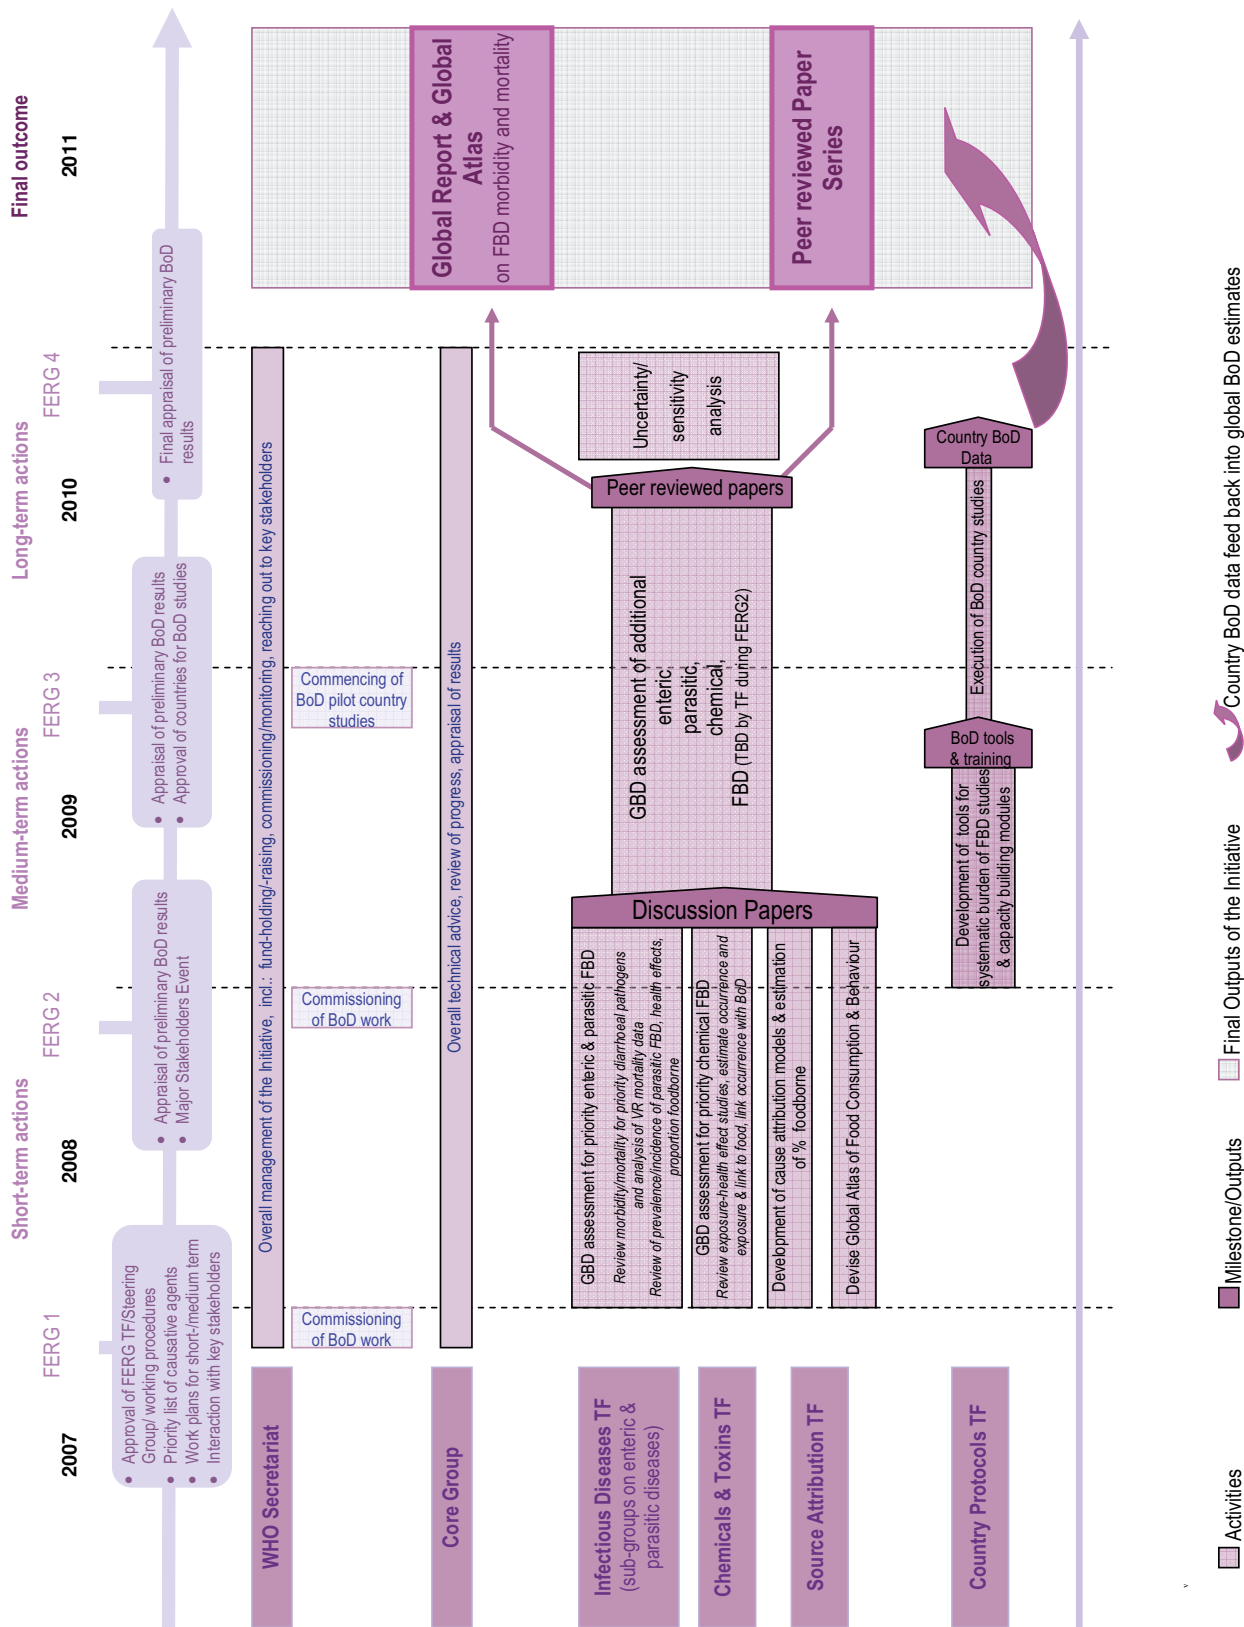 Short-term actions
Medium-term actions
Long-term actions
Final outcome
2007
2008
2009
2010
2011
FERG 1
FERG 2
FERG 3
FERG 4
• Approval of FERG TF/Steering
Group/ working procedures
• Priority list of causative agents
• Work plans for short-/medium term
• Interaction with key stakeholders
• Appraisal of preliminary BoD results
• Major Stakeholders Event
• Appraisal of preliminary BoD results
• Approval of countries for BoD studies
• Final appraisal of preliminary BoD
results
WHO Secretariat
Overall management of the Initiative, incl.: fund-holding/-raising, commissioning/monitoring, reaching out to key stakeholders
Commissioning
of BoD work
Commissioning
of BoD work
Commencing of
BoD pilot country
studies
Core Group
Overall technical advice, review of progress, appraisal of results
Global Report & Global
Atlas
on FBD morbidity and mortality
Infectious Diseases TF
(sub-groups on enteric &
parasitic diseases)
GBD assessment for priority enteric & parasitic FBD
Review morbidity/mortality for priority diarrhoeal pathogens
and analysis of VR mortality data
Review of prevalence/incidence of parasitic FBD, health effects,
proportion foodborne
Chemicals & Toxins TF
GBD assessment for priority chemical FBD
Review exposure-health effect studies, estimate occurrence and
exposure & link to food, link occurrence with BoD
Source Attribution TF
Development of cause attribution models & estimation
of % foodborne
Devise Global Atlas of Food Consumption & Behaviour
Discussion Papers
GBD assessment of additional
enteric,
parasitic,
chemical,
FBD (TBD by TF during FERG2)
Peer reviewed papers
Uncertainty/
sensitivity
analysis
Peer reviewed Paper
Series
Country Protocols TF
Development of tools for
systematic burden of FBD studies
& capacity building modules
BoD tools
& training
Execution of BoD country studies
Country BoD
Data
Activities
Milestone/Outputs
Final Outputs of the Initiative
Country BoD data feed back into global BoD estimates
v